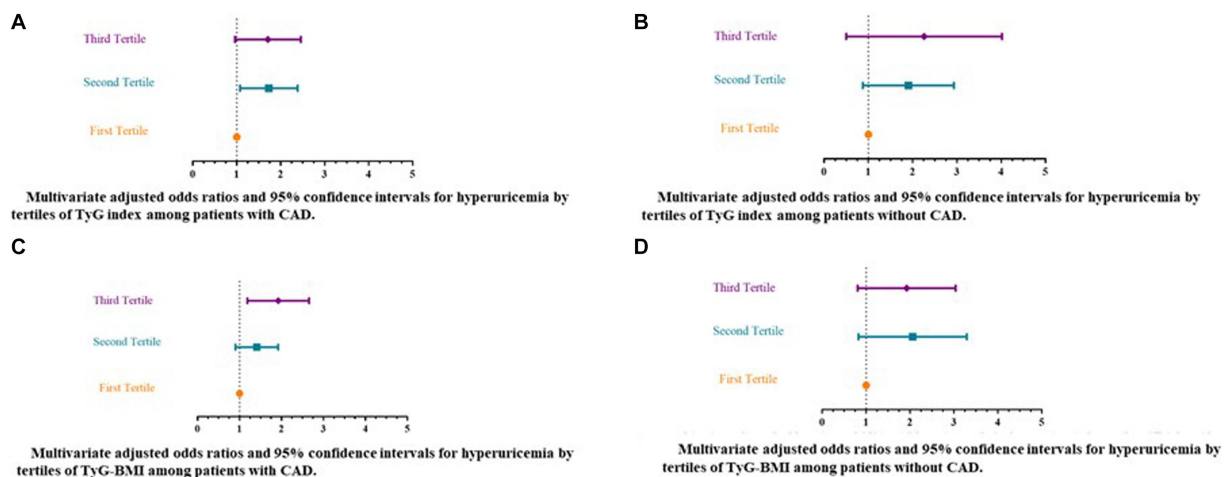 A
Third Tertile
Second Tertile
First Tertile
0 1 2 3 4 5
Multivariate adjusted odds ratios and 95% confidence intervals for hyperuricemia by
tertiles of TyG index among patients with CAD.
B
Third Tertile
Second Tertile
First Tertile
0 1 2 3 4 5
Multivariate adjusted odds ratios and 95% confidence intervals for hyperuricemia by
tertiles of TyG index among patients without CAD.
C
Third Tertile
Second Tertile
First Tertile
0 1 2 3 4 5
Multivariate adjusted odds ratios and 95% confidence intervals for hyperuricemia by
tertiles of TyG-BMI among patients with CAD.
D
Third Tertile
Second Tertile
First Tertile
0 1 2 3 4 5
Multivariate adjusted odds ratios and 95% confidence intervals for hyperuricemia by
tertiles of TyG-BMI among patients without CAD.